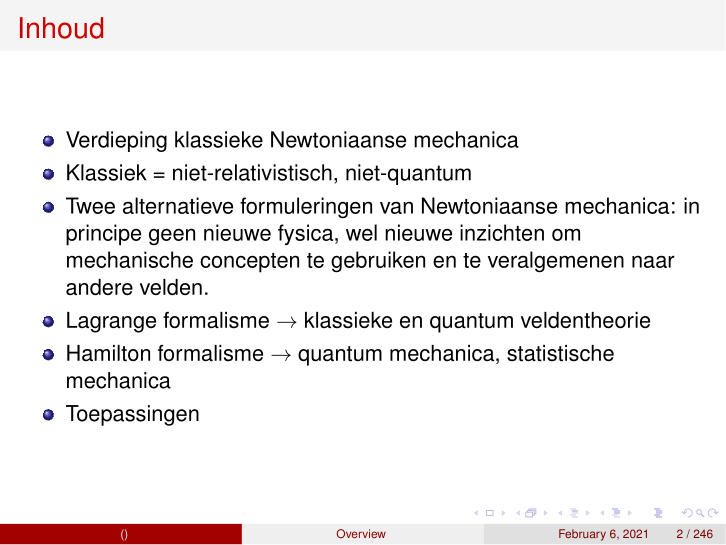 Inhoud
Verdieping klassieke Newtoniaanse mechanica
Klassiek = niet-relativistisch, niet-quantum
Twee alternatieve formuleringen van Newtoniaanse mechanica: in
principe geen nieuwe fysica, wel nieuwe inzichten om
mechanische concepten te gebruiken en te veralgemenen naar
andere velden.
Lagrange formalisme → klassieke en quantum veldentheorie
Hamilton formalisme → quantum mechanica, statistische
mechanica
Toepassingen
() Overview February 6, 2021 2 / 246